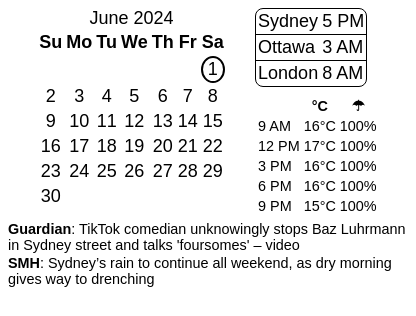 June 2024
Su Mo Tu We Th Fr Sa
1
2 3 4 5 6 7 8
9 10 11 12 13 14 15
16 17 18 19 20 21 22
23 24 25 26 27 28 29
30
Sydney 5 PM
Ottawa 3 AM
London 8 AM
°C ☂
9 AM 16°C 100%
12 PM 17°C 100%
3 PM 16°C 100%
6 PM 16°C 100%
9 PM 15°C 100%
Guardian: TikTok comedian unknowingly stops Baz Luhrmann
in Sydney street and talks 'foursomes' – video
SMH: Sydney’s rain to continue all weekend, as dry morning
gives way to drenching